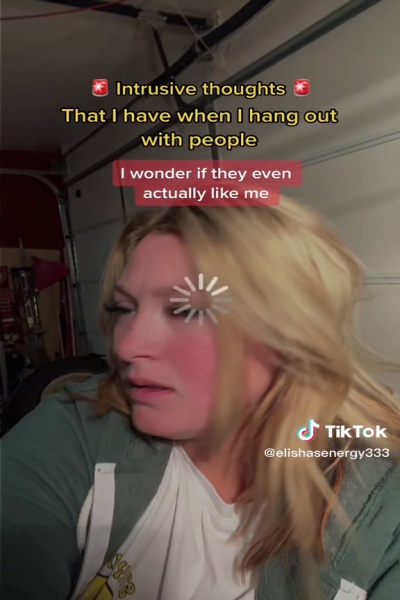 🚨 Intrusive thoughts 🚨
That I have when I hang out
with people
I wonder if they even
actually like me
TikTok
@elishasenergy333